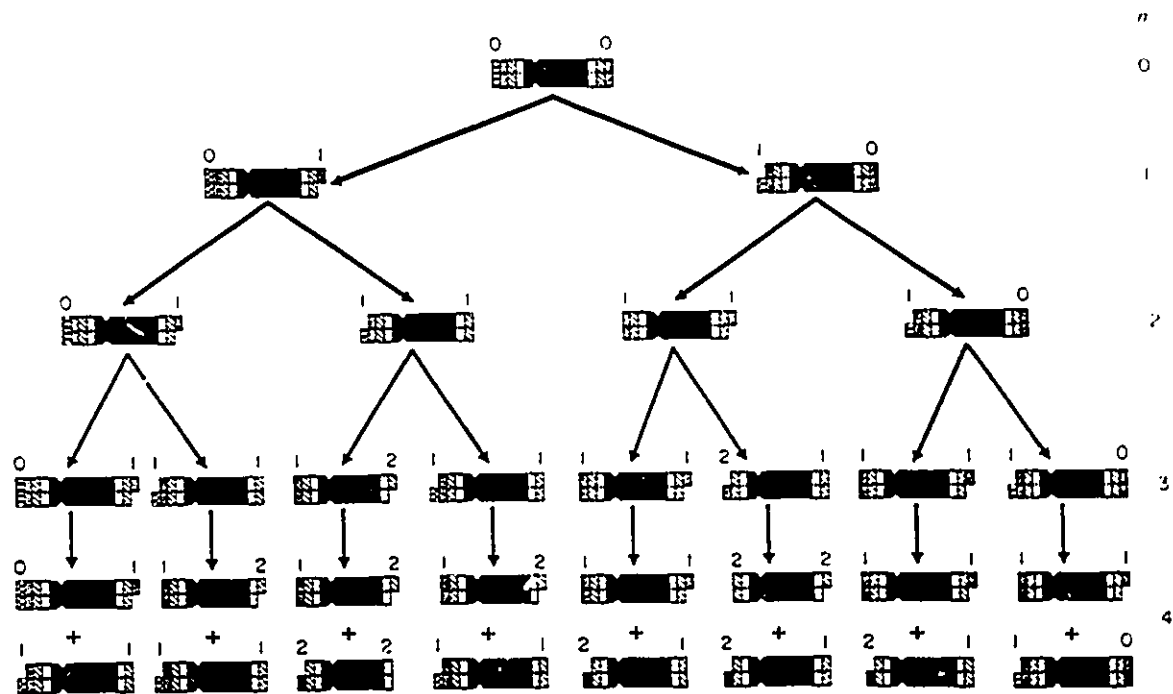 n
0 0 0
0 1 1 0 1
0 1 1 1 1 1 1 0 2
0 1 1 1 1 2 1 1 1 1 2 1 1 1 1 0 3
0 1 1 2 1 2 1 2 1 1 2 2 1 1 1 1
4
+ + + + + + + +
1 1 1 1 2 2 1 1 2 1 2 1 2 1 1 0